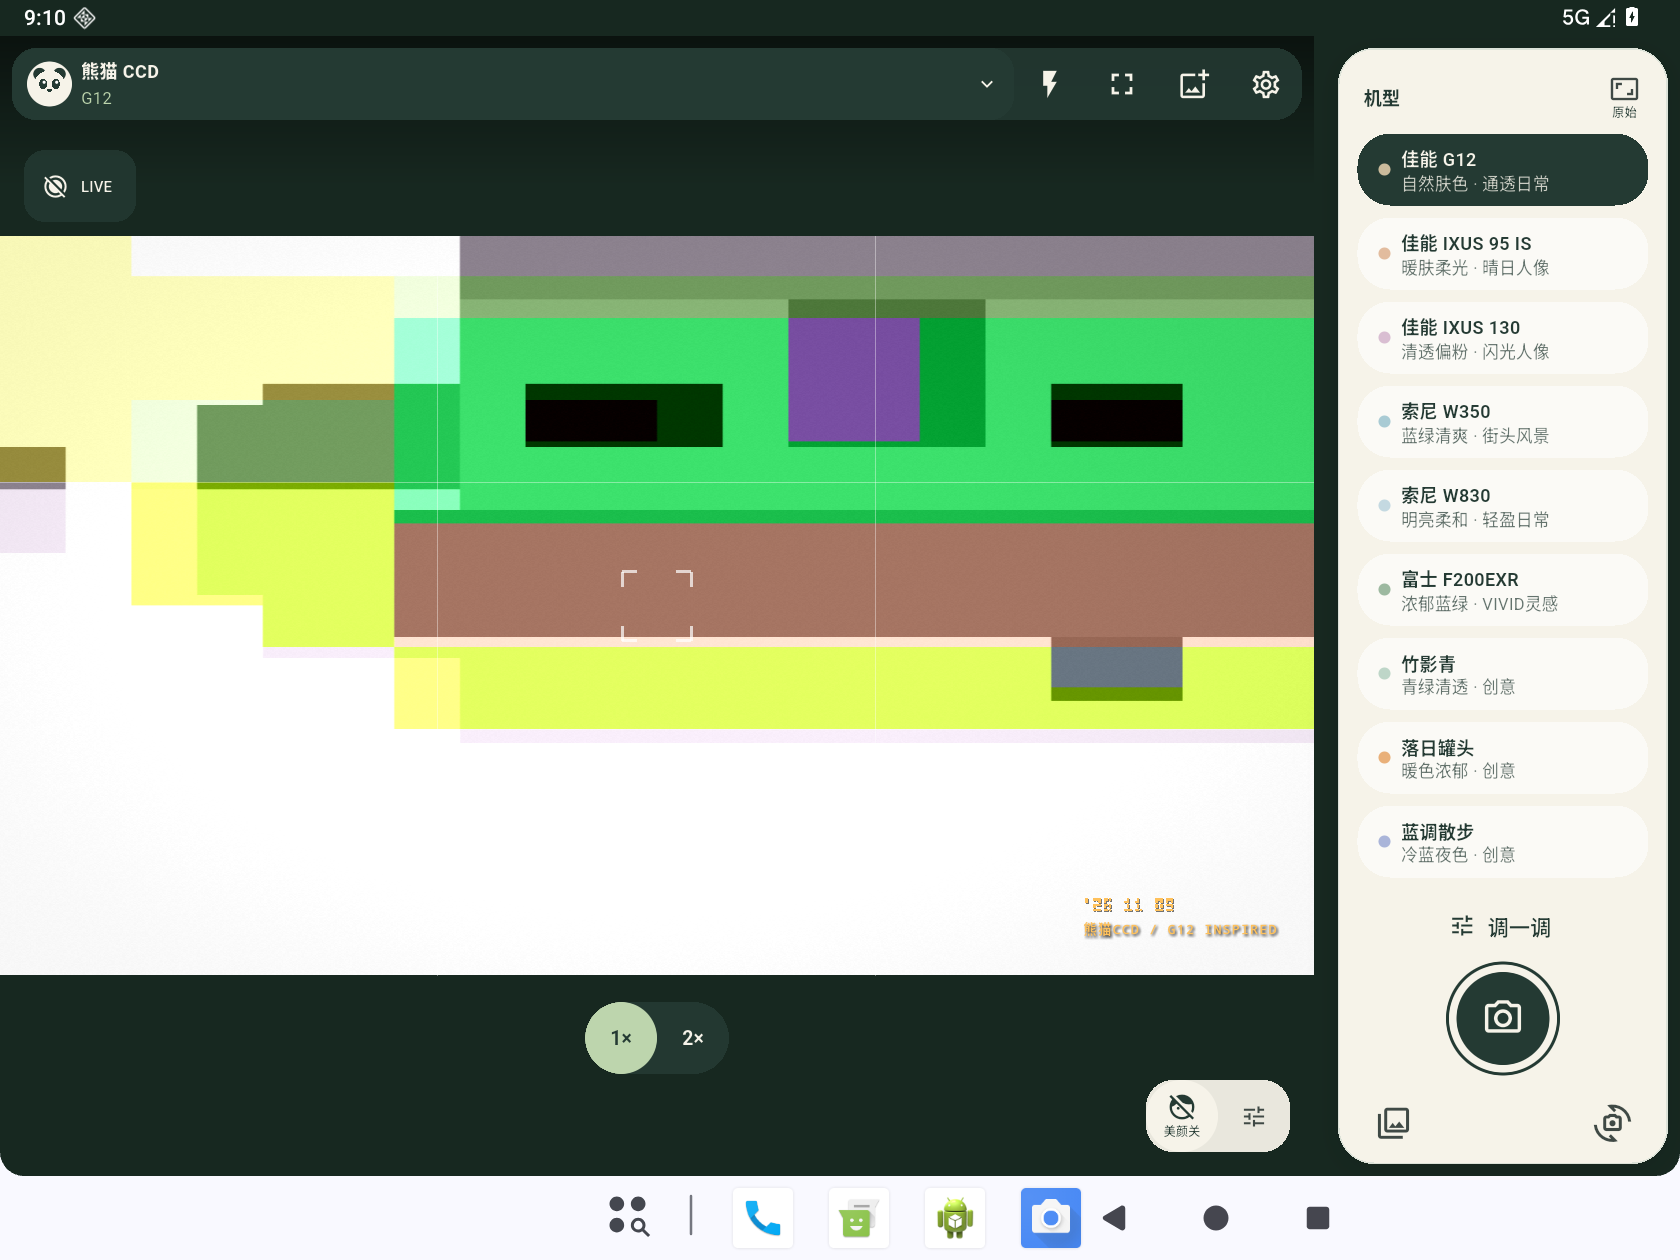 9:10
5G
熊猫 CCD
G12
LIVE
'26 11 09
熊猫CCD / G12 INSPIRED
1×
2×
美颜关
机型
原始
佳能 G12
自然肤色 · 通透日常
佳能 IXUS 95 IS
暖肤柔光 · 晴日人像
佳能 IXUS 130
清透偏粉 · 闪光人像
索尼 W350
蓝绿清爽 · 街头风景
索尼 W830
明亮柔和 · 轻盈日常
富士 F200EXR
浓郁蓝绿 · VIVID灵感
竹影青
青绿清透 · 创意
落日罐头
暖色浓郁 · 创意
蓝调散步
冷蓝夜色 · 创意
调一调